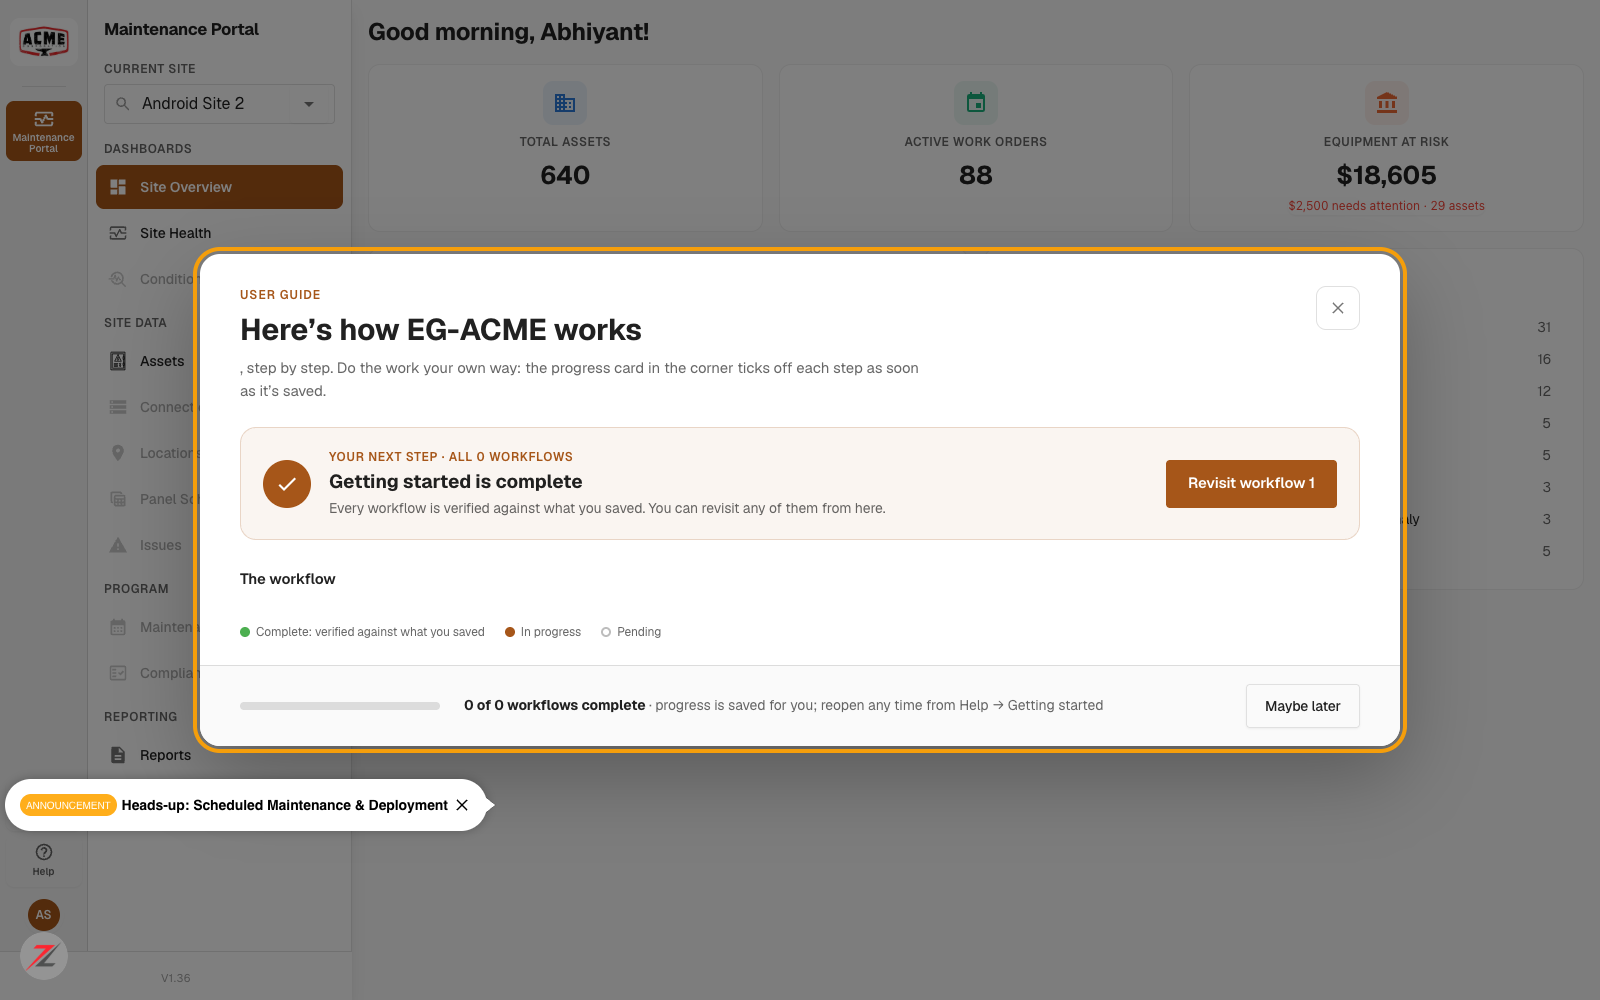 ACME
Maintenance Portal
Maintenance Portal
CURRENT SITE
Android Site 2
DASHBOARDS
Site Overview
Site Health
SITE DATA
Assets
Issues
PROGRAM
REPORTING
Reports
ANNOUNCEMENT Heads-up: Scheduled Maintenance & Deployment
Help
AS
V1.36
Good morning, Abhiyant!
TOTAL ASSETS
640
ACTIVE WORK ORDERS
88
EQUIPMENT AT RISK
$18,605
$2,500 needs attention · 29 assets
31
16
12
5
5
3
3
5
USER GUIDE
Here’s how EG-ACME works
, step by step. Do the work your own way: the progress card in the corner ticks off each step as soon
as it’s saved.
YOUR NEXT STEP · ALL 0 WORKFLOWS
Getting started is complete
Every workflow is verified against what you saved. You can revisit any of them from here.
Revisit workflow 1
The workflow
Complete: verified against what you saved
In progress
Pending
0 of 0 workflows complete · progress is saved for you; reopen any time from Help → Getting started
Maybe later